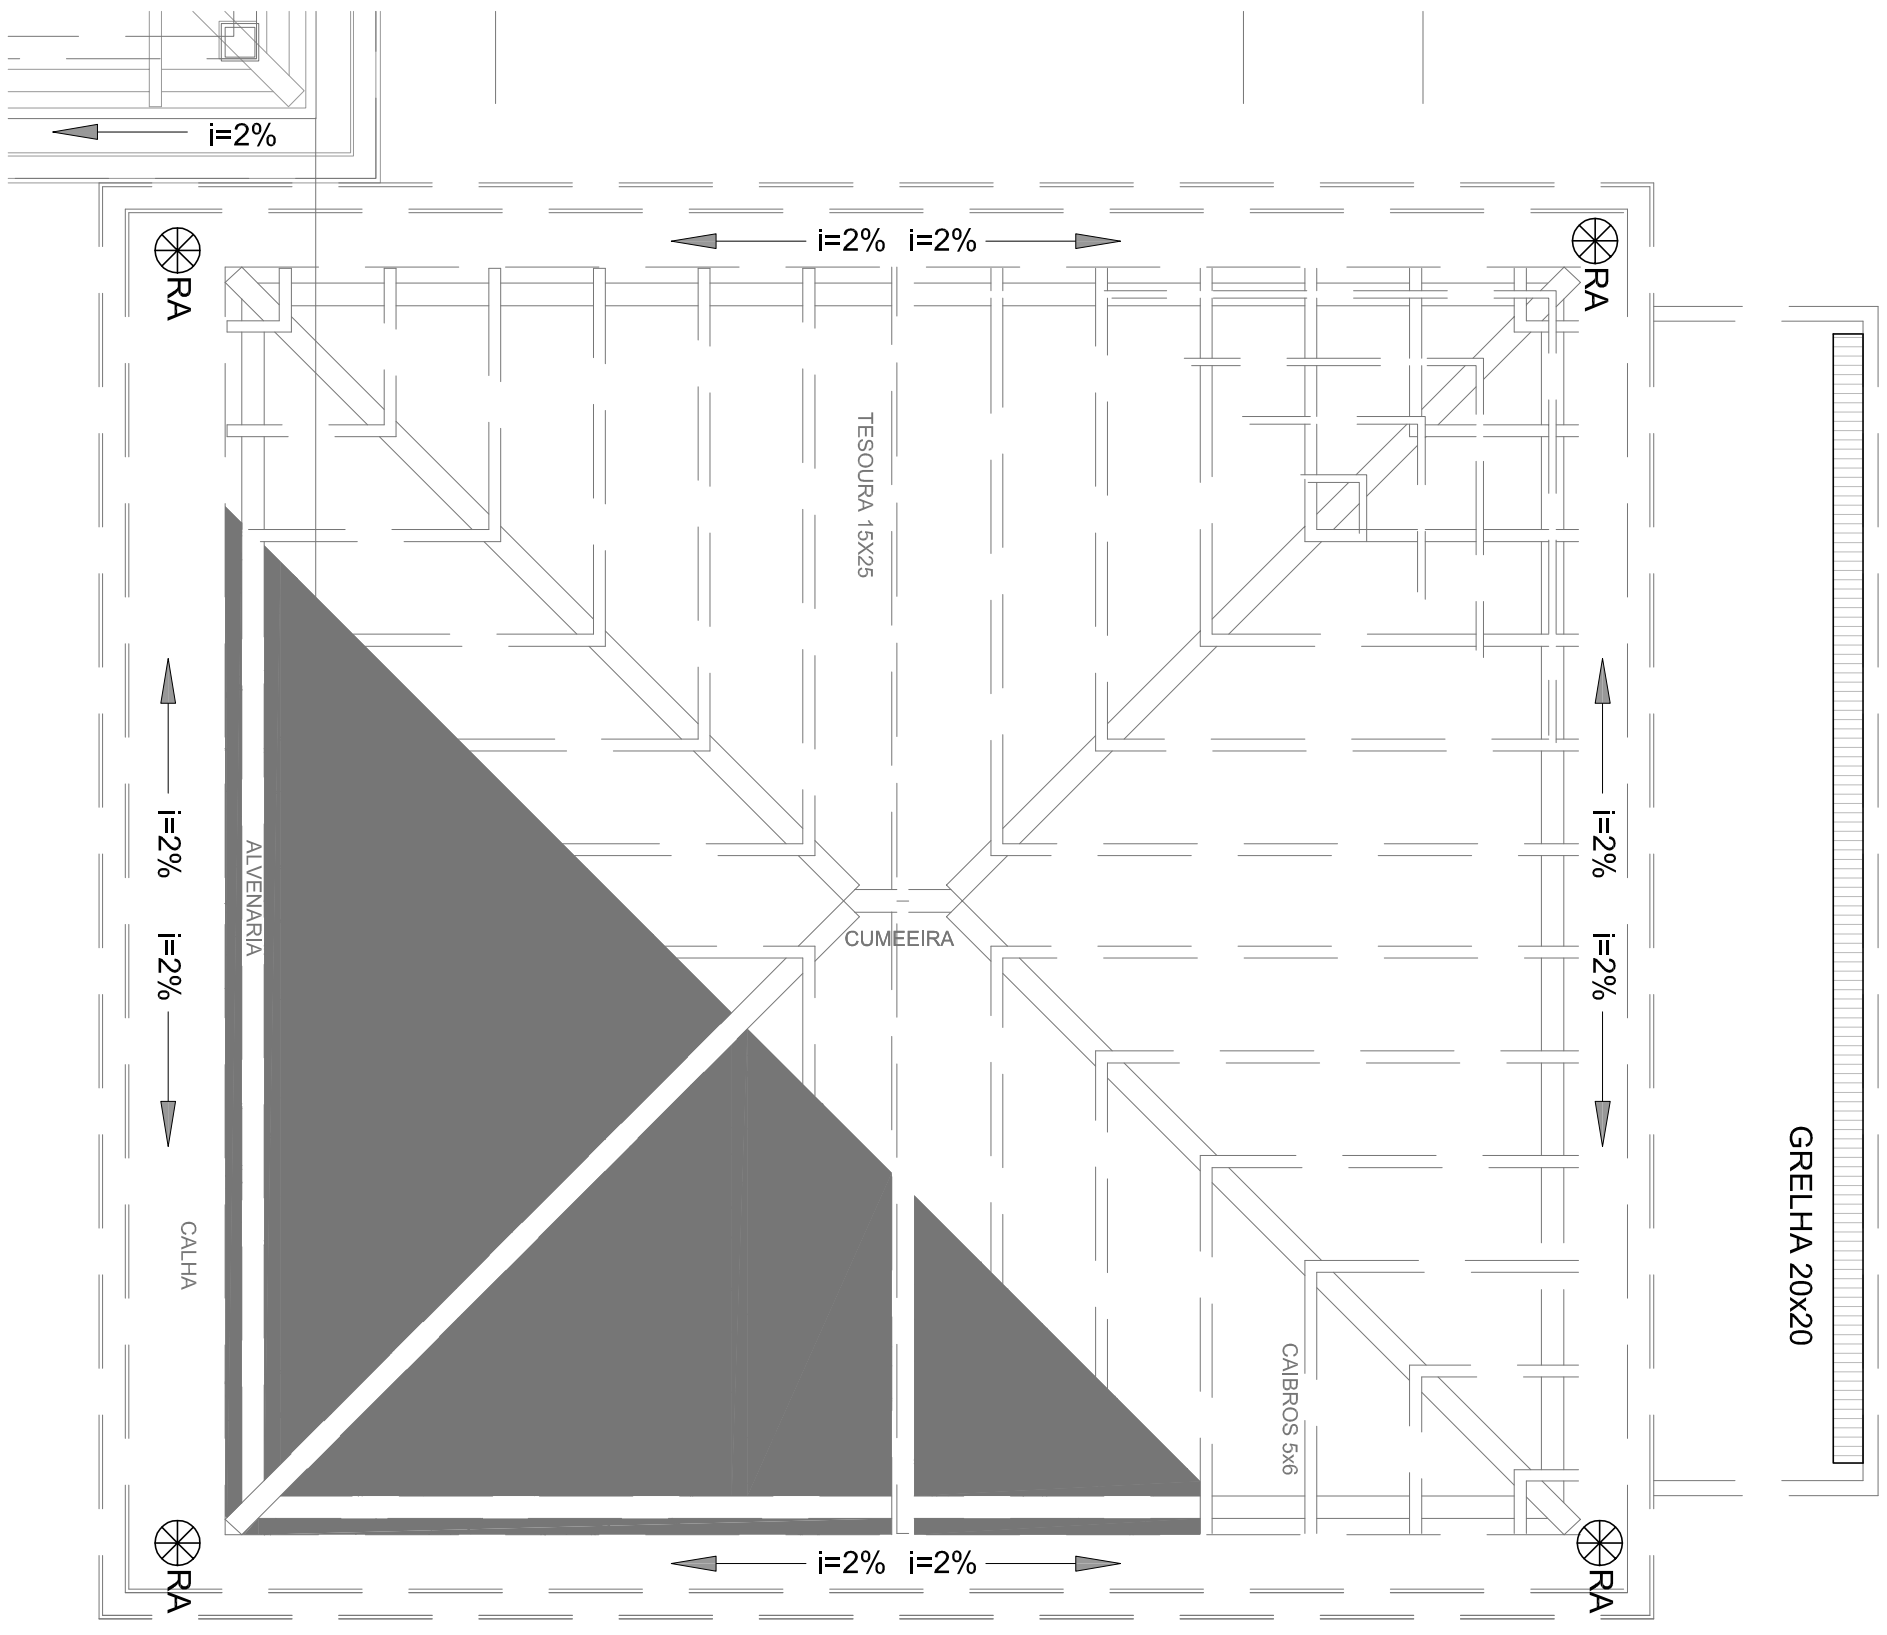 i=2%
i=2% i=2%
RA
RA
TESOURA 15X25
i=2% i=2%
ALVENARIA
CUMEEIRA
i=2% i=2%
CALHA
CAIBROS 5x6
GRELHA 20x20
i=2% i=2%
RA
RA